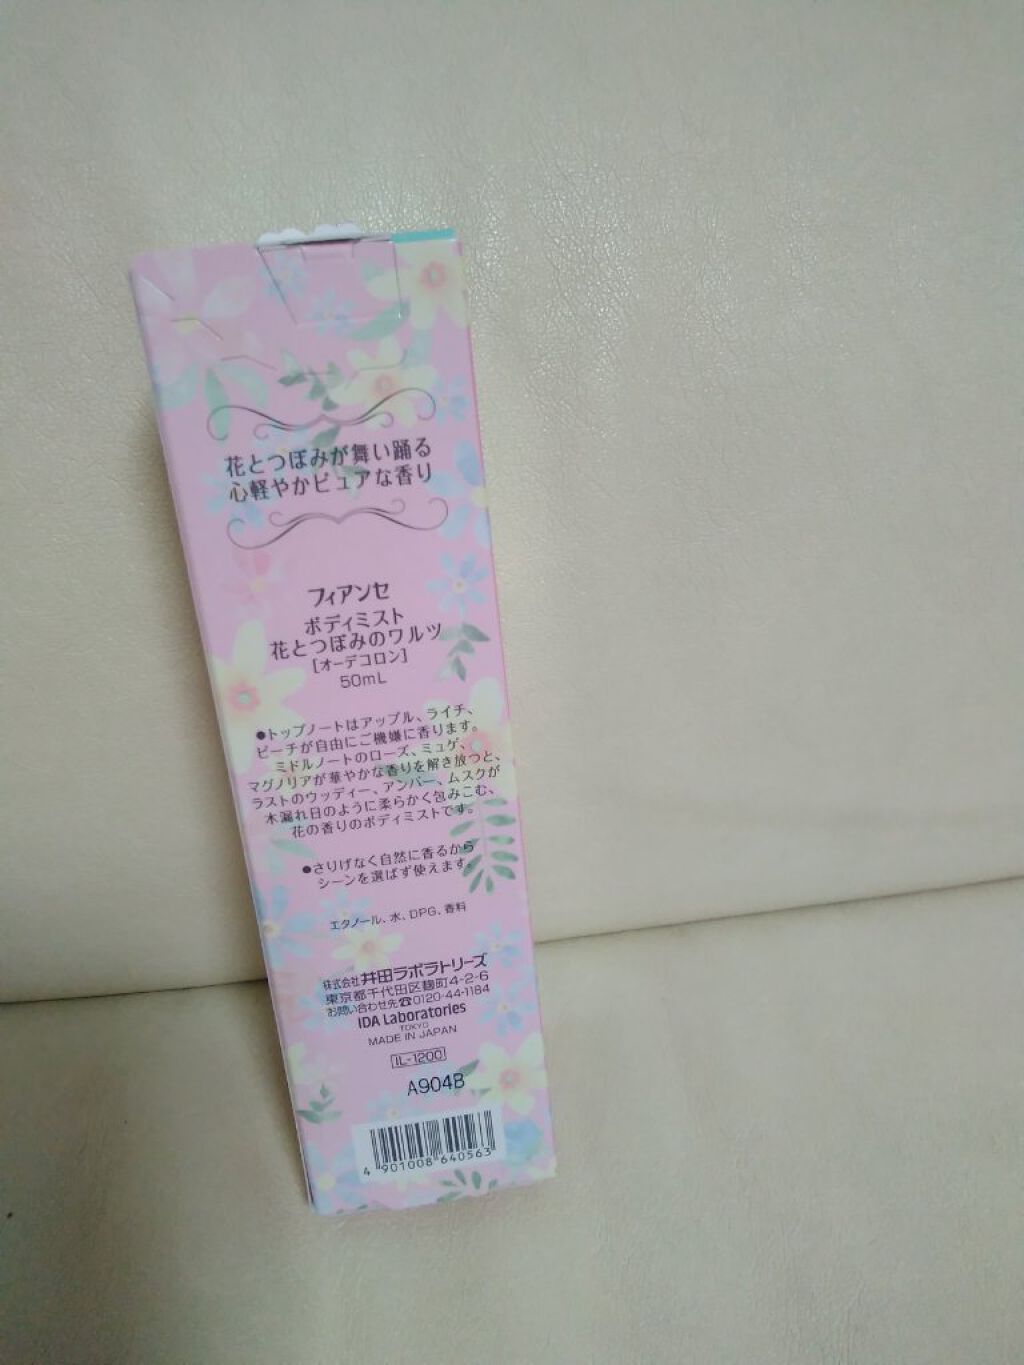 花とつぼみが舞い踊る
心軽やかピュアな香り
フィアンセ
ボディミスト
花とつぼみのワルツ
[オーデコロン]
50mL
●トップノートはアップル、ライチ、
ピーチが自由にご機嫌に香ります。
ミドルノートのローズ、ミュゲ、
マグノリアが華やかな香りを解き放つと、
ラストのウッディー、アンバー、ムスクが
木漏れ日のように柔らかく包みこむ、
花の香りのボディミストです。
●さりげなく自然に香るから
シーンを選ばず使えます。
エタノール、水、DPG、香料
株式会社井田ラボラトリーズ
東京都千代田区麹町4-2-6
お問い合わせ先☎0120-44-1184
IDA Laboratories
TOKYO
MADE IN JAPAN
IL-1200
A904B
4 901008 640563